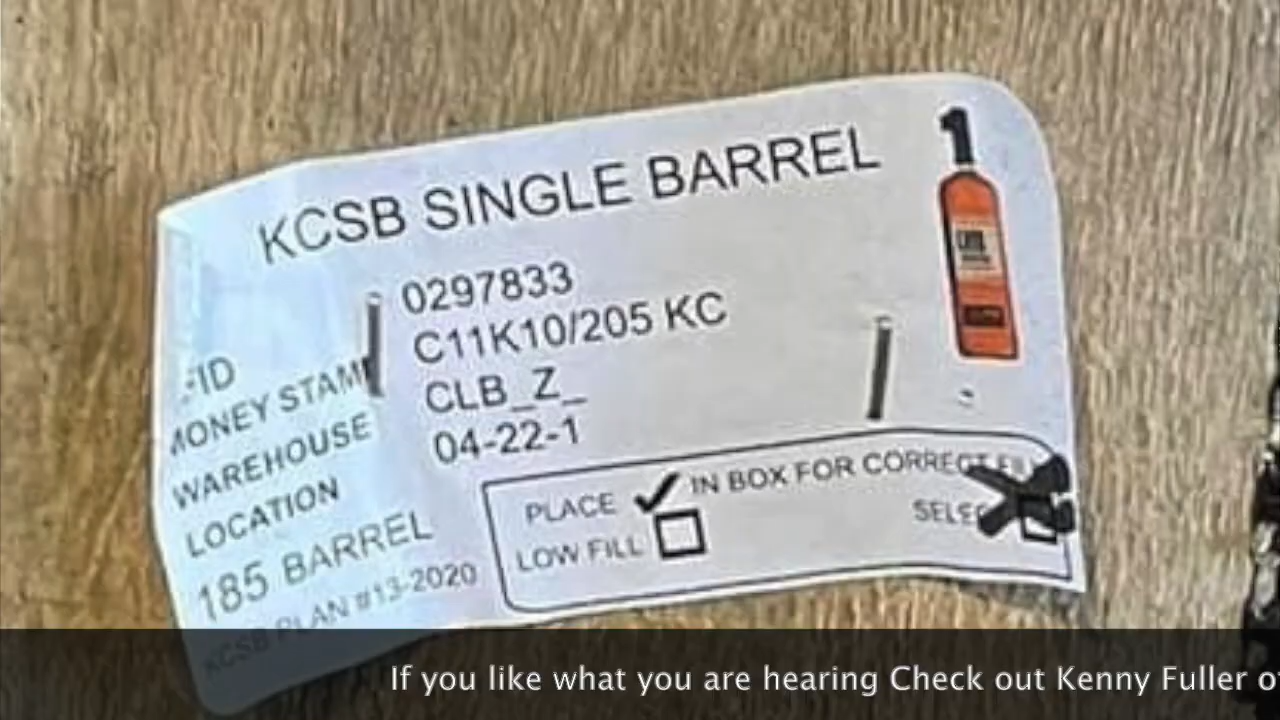 KCSB SINGLE BARREL
1
0297833
C11K10/205 KC
CLB_Z_
04-22-1
ID
MONEY STAM
WAREHOUSE
LOCATION
185 BARREL
KCSB PLAN #13-2020
PLACE ✓ IN BOX FOR CORRECT
LOW FILL
SELE
If you like what you are hearing Check out Kenny Fuller o